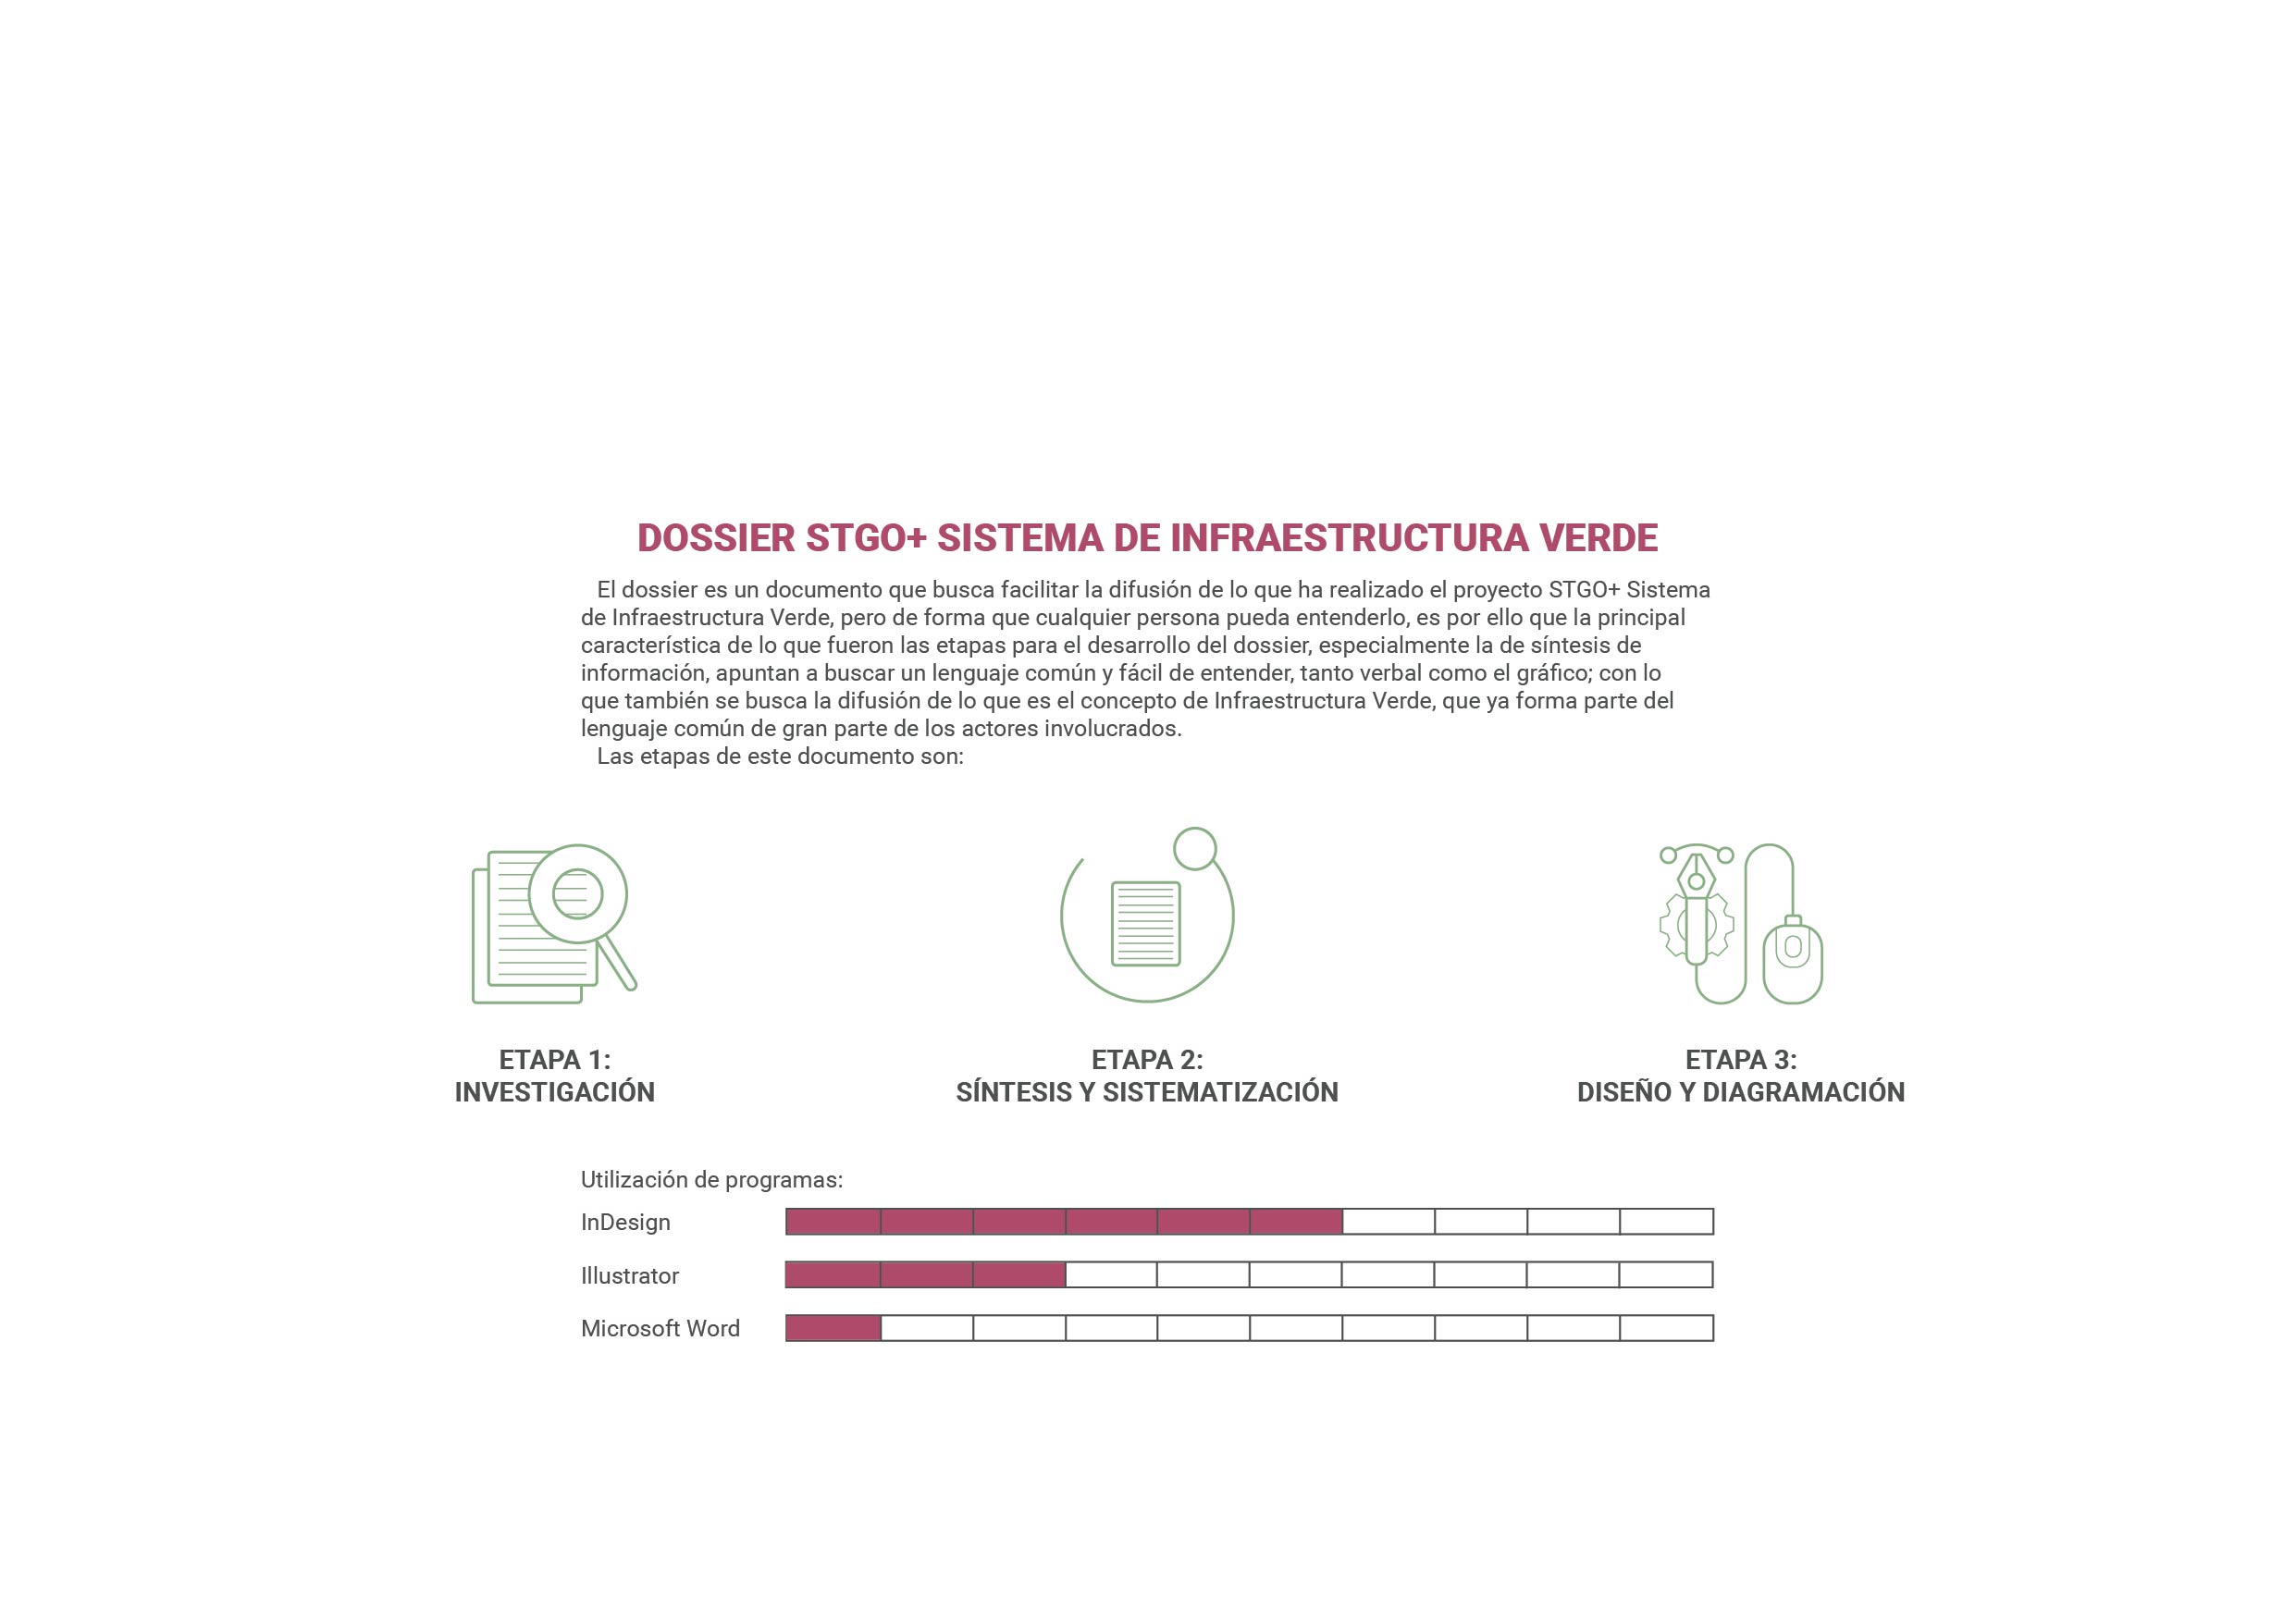 DOSSIER STGO+ SISTEMA DE INFRAESTRUCTURA VERDE
El dossier es un documento que busca facilitar la difusión de lo que ha realizado el proyecto STGO+ Sistema
de Infraestructura Verde, pero de forma que cualquier persona pueda entenderlo, es por ello que la principal
característica de lo que fueron las etapas para el desarrollo del dossier, especialmente la de síntesis de
información, apuntan a buscar un lenguaje común y fácil de entender, tanto verbal como el gráfico; con lo
que también se busca la difusión de lo que es el concepto de Infraestructura Verde, que ya forma parte del
lenguaje común de gran parte de los actores involucrados.
Las etapas de este documento son:
ETAPA 1:
INVESTIGACIÓN
ETAPA 2:
SÍNTESIS Y SISTEMATIZACIÓN
ETAPA 3:
DISEÑO Y DIAGRAMACIÓN
Utilización de programas:
InDesign
Illustrator
Microsoft Word